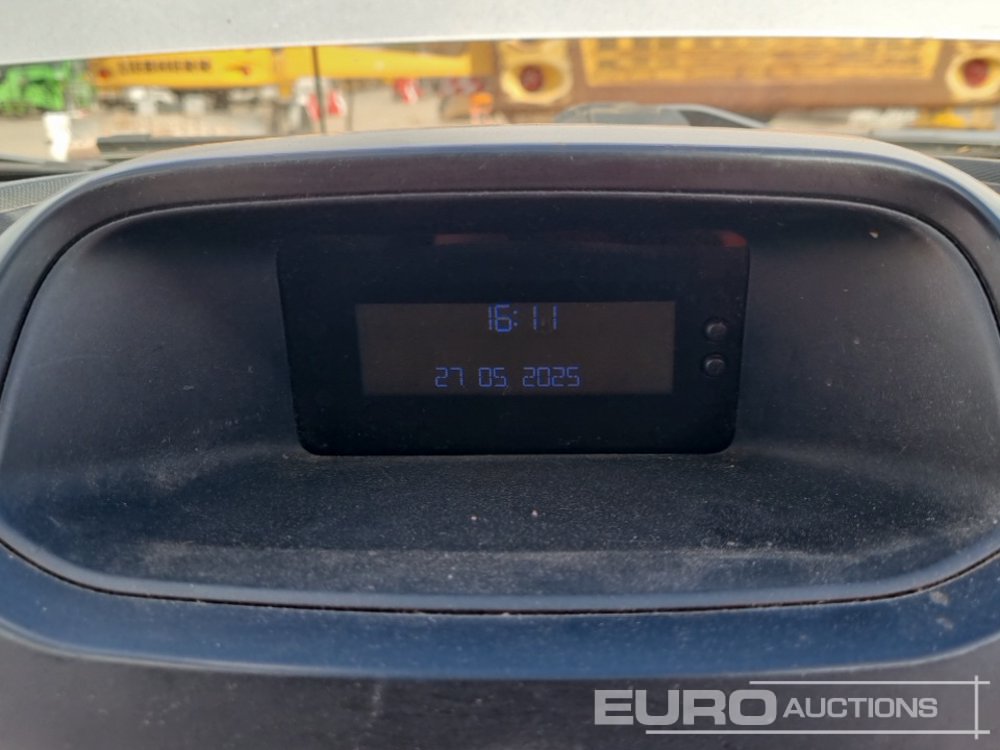 LIEBHERR
16:11
27. 05. 2025
EURO AUCTIONS